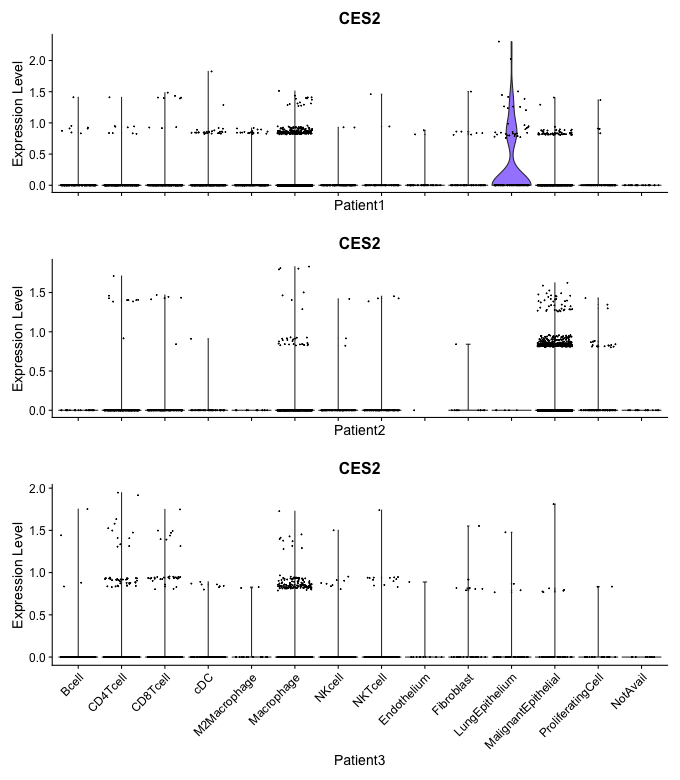 CES2
Expression Level
2.0
1.5
1.0
0.5
0.0
Patient1
CES2
Expression Level
1.5
1.0
0.5
0.0
Patient2
CES2
Expression Level
2.0
1.5
1.0
0.5
0.0
Bcell
CD4Tcell
CD8Tcell
cDC
M2Macrophage
Macrophage
NKcell
NKTcell
Endothelium
Fibroblast
LungEpithelium
MalignantEpithelial
ProliferatingCell
NotAvail
Patient3